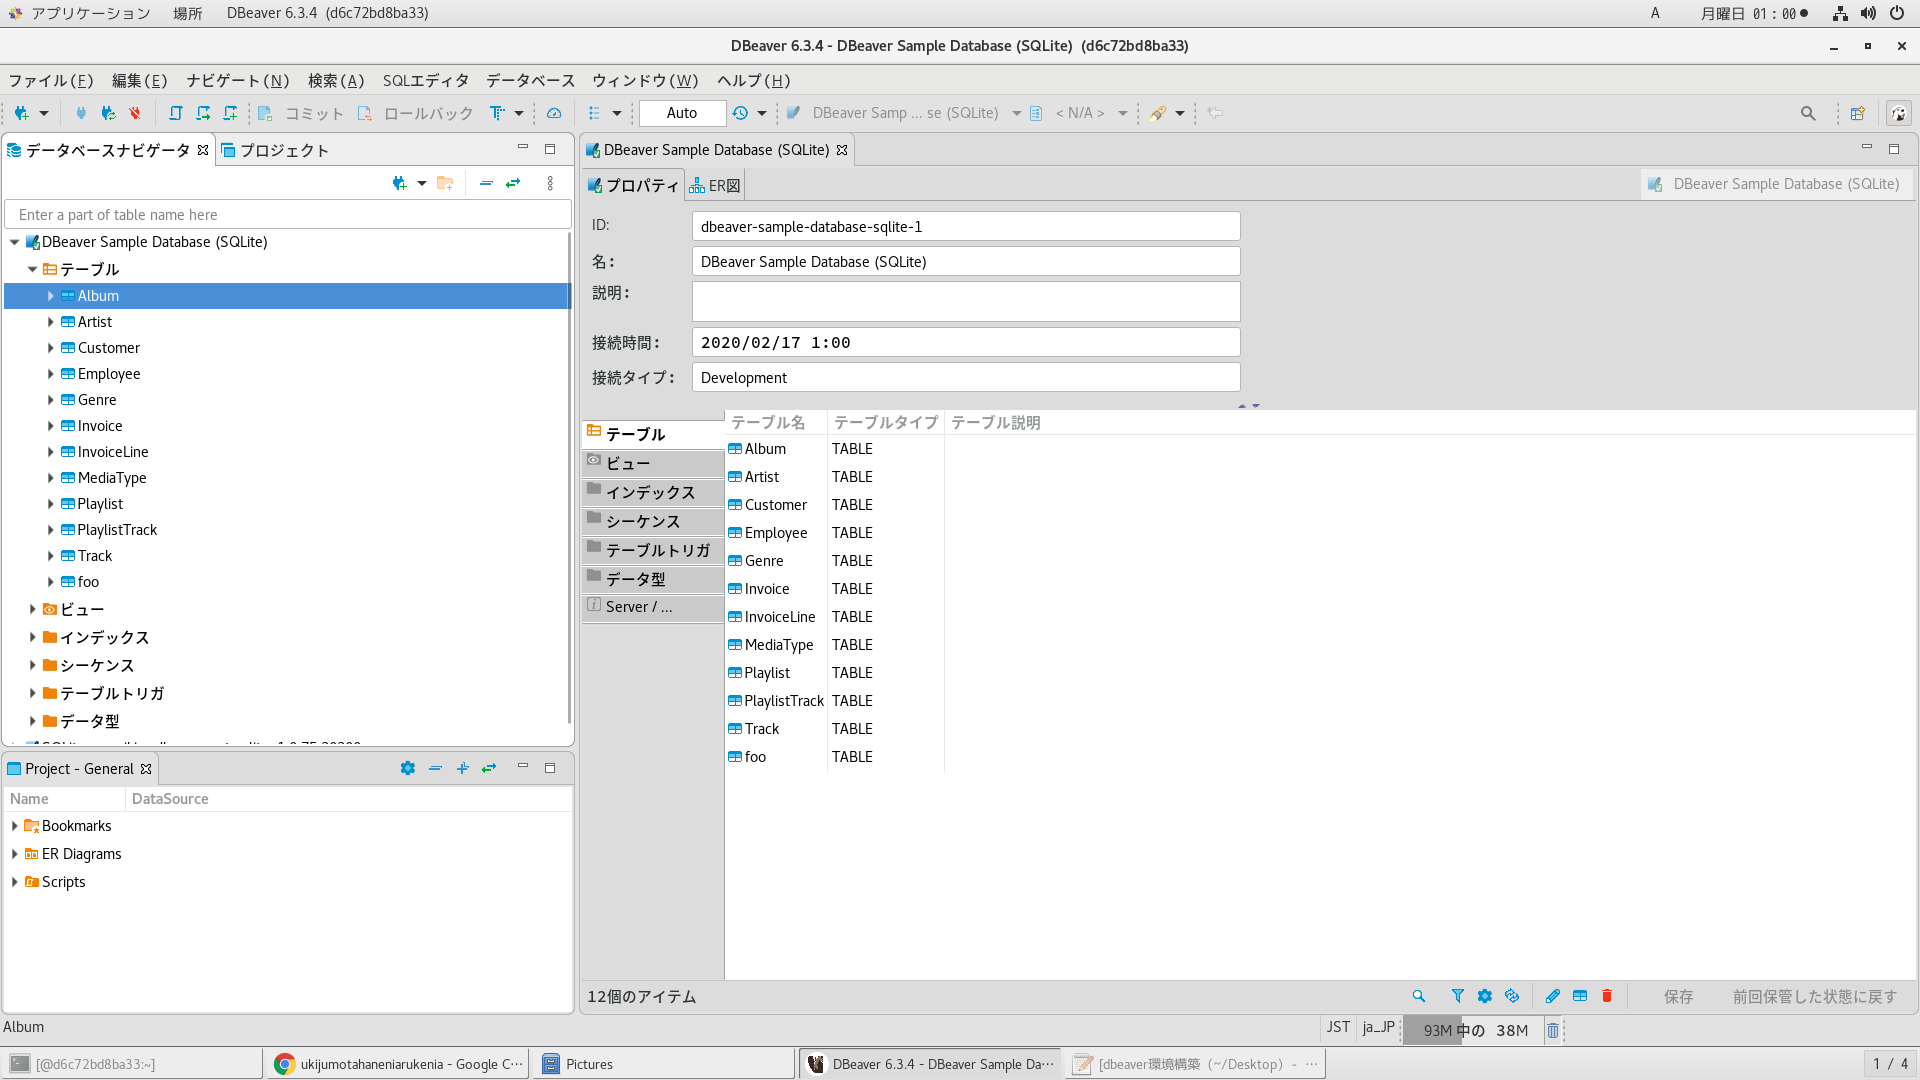 アプリケーション 場所 DBeaver 6.3.4 (d6c72bd8ba33) A 月曜日 01：00
DBeaver 6.3.4 - DBeaver Sample Database (SQLite) (d6c72bd8ba33)
ファイル(F) 編集(E) ナビゲート(N) 検索(A) SQLエディタ データベース ウィンドウ(W) ヘルプ(H)
コミット ロールバック Auto DBeaver Samp ... se (SQLite) < N/A >
データベースナビゲータ プロジェクト
Enter a part of table name here
DBeaver Sample Database (SQLite)
テーブル
Album
Artist
Customer
Employee
Genre
Invoice
InvoiceLine
MediaType
Playlist
PlaylistTrack
Track
foo
ビュー
インデックス
シーケンス
テーブルトリガ
データ型
Project - General
Name DataSource
Bookmarks
ER Diagrams
Scripts
DBeaver Sample Database (SQLite)
プロパティ ER図 DBeaver Sample Database (SQLite)
ID: dbeaver-sample-database-sqlite-1
名: DBeaver Sample Database (SQLite)
説明:
接続時間: 2020/02/17 1:00
接続タイプ: Development
テーブル
ビュー
インデックス
シーケンス
テーブルトリガ
データ型
Server / ...
テーブル名 テーブルタイプ テーブル説明
Album TABLE
Artist TABLE
Customer TABLE
Employee TABLE
Genre TABLE
Invoice TABLE
InvoiceLine TABLE
MediaType TABLE
Playlist TABLE
PlaylistTrack TABLE
Track TABLE
foo TABLE
12個のアイテム 保存 前回保管した状態に戻す
Album JST ja_JP 93M 中の 38M
[@d6c72bd8ba33:~] ukijumotahaneniarukenia - Google C… Pictures DBeaver 6.3.4 - DBeaver Sample Da… [dbeaver環境構築 (~/Desktop) - … 1 / 4